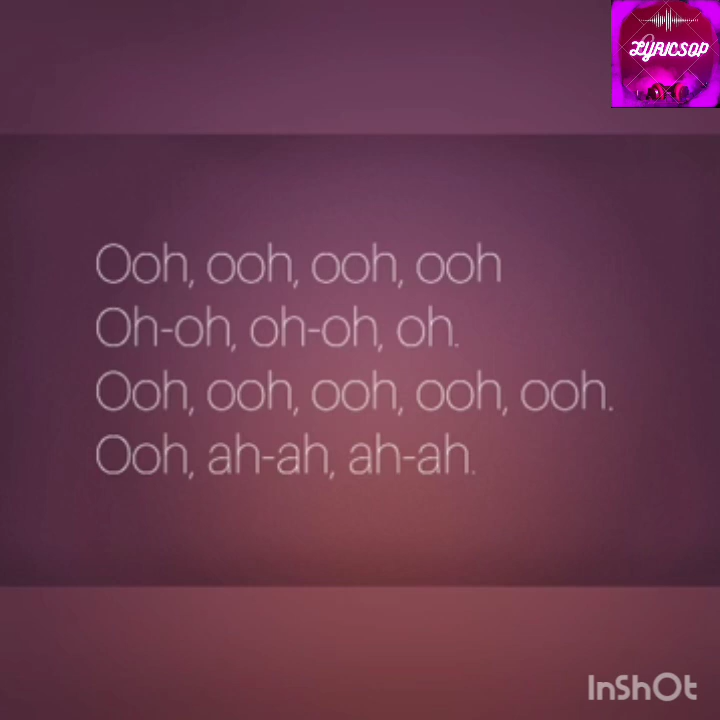 LYRICSOP
Ooh, ooh, ooh, ooh
Oh-oh, oh-oh, oh.
Ooh, ooh, ooh, ooh, ooh.
Ooh, ah-ah, ah-ah.
InShOt